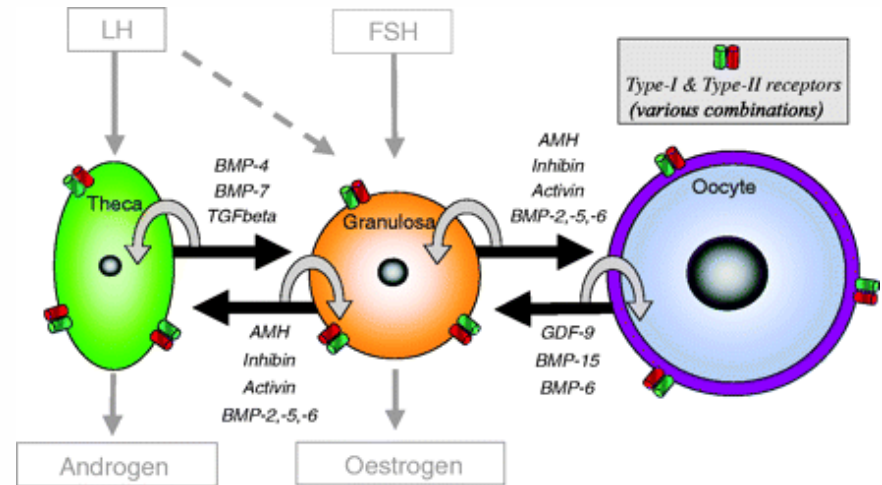 LH
FSH
Type-I & Type-II receptors
(various combinations)
BMP-4
BMP-7
TGFbeta
AMH
Inhibin
Activin
BMP-2,-5,-6
Theca
Granulosa
Oocyte
AMH
Inhibin
Activin
BMP-2,-5,-6
GDF-9
BMP-15
BMP-6
Androgen
Oestrogen